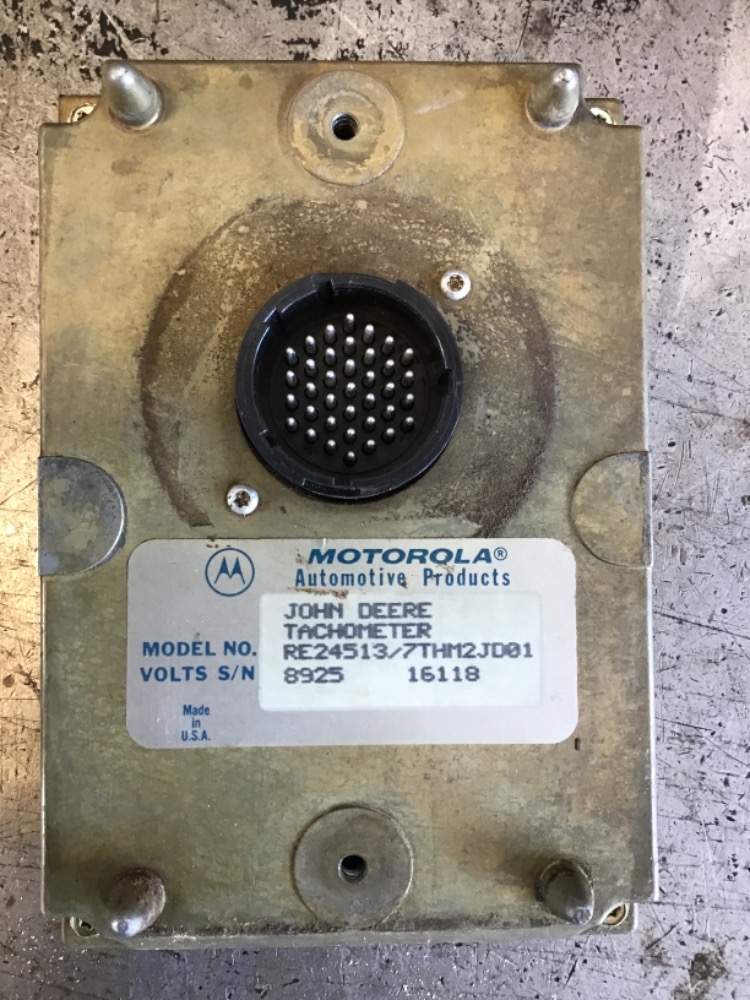 MOTOROLA®
Automotive Products
JOHN DEERE
TACHOMETER
MODEL NO. RE24513/7THM2JD01
VOLTS S/N 8925 16118
Made
in
U.S.A.